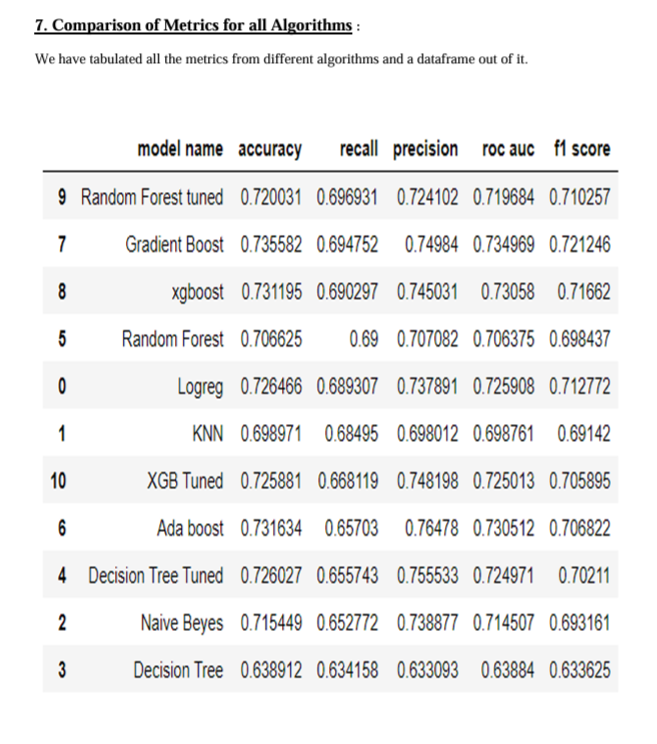 7. Comparison of Metrics for all Algorithms :
We have tabulated all the metrics from different algorithms and a dataframe out of it.
model name accuracy recall precision roc auc f1 score
9 Random Forest tuned 0.720031 0.696931 0.724102 0.719684 0.710257
7 Gradient Boost 0.735582 0.694752 0.74984 0.734969 0.721246
8 xgboost 0.731195 0.690297 0.745031 0.73058 0.71662
5 Random Forest 0.706625 0.69 0.707082 0.706375 0.698437
0 Logreg 0.726466 0.689307 0.737891 0.725908 0.712772
1 KNN 0.698971 0.68495 0.698012 0.698761 0.69142
10 XGB Tuned 0.725881 0.668119 0.748198 0.725013 0.705895
6 Ada boost 0.731634 0.65703 0.76478 0.730512 0.706822
4 Decision Tree Tuned 0.726027 0.655743 0.755533 0.724971 0.70211
2 Naive Beyes 0.715449 0.652772 0.738877 0.714507 0.693161
3 Decision Tree 0.638912 0.634158 0.633093 0.63884 0.633625